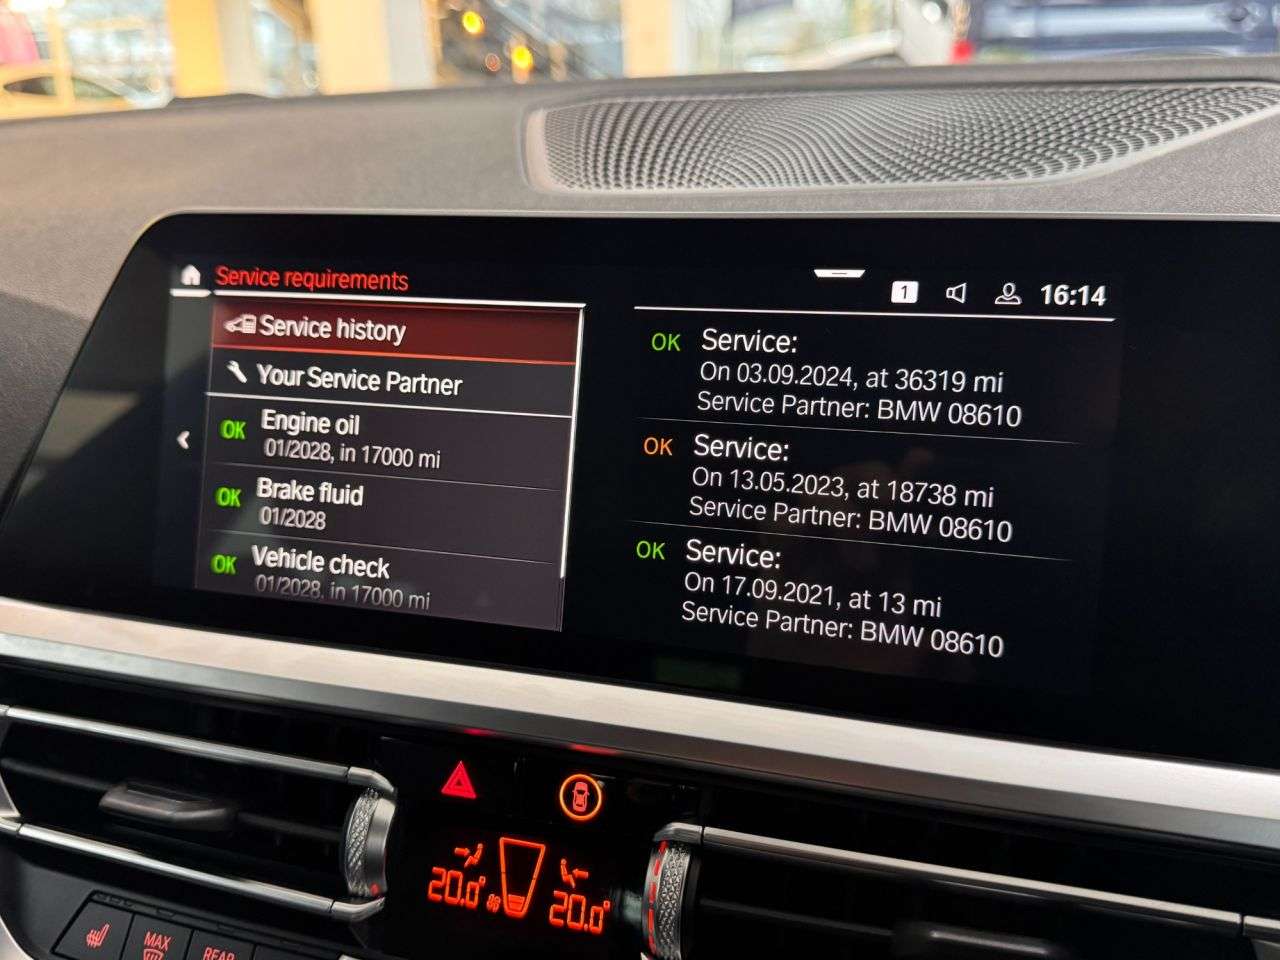 Service requirements
1
16:14
Service history
Your Service Partner
OK Engine oil
01/2028, in 17000 mi
OK Brake fluid
01/2028
OK Vehicle check
01/2028, in 17000 mi
OK Service:
On 03.09.2024, at 36319 mi
Service Partner: BMW 08610
OK Service:
On 13.05.2023, at 18738 mi
Service Partner: BMW 08610
OK Service:
On 17.09.2021, at 13 mi
Service Partner: BMW 08610
20.0°
20.0°
MAX
REAR